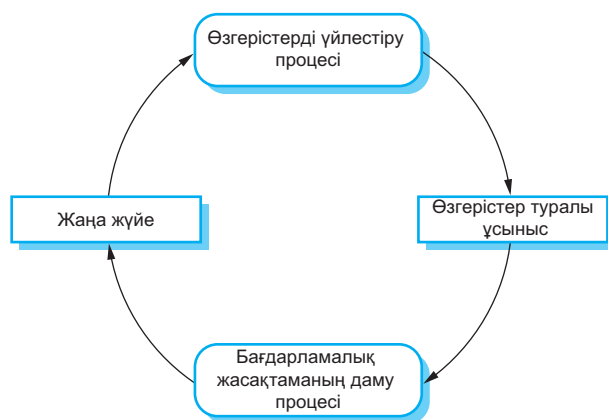 Өзгерістерді үйлестіру
процесі
Өзгерістер туралы
ұсыныс
Жаңа жүйе
Бағдарламалық
жасақтаманың даму
процесі